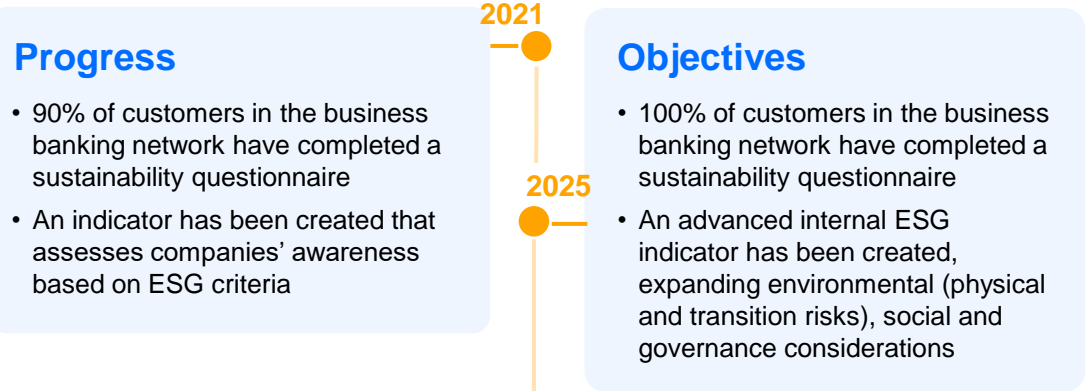 2021
Progress
• 90% of customers in the business
banking network have completed a
sustainability questionnaire
• An indicator has been created that
assesses companies’ awareness
based on ESG criteria
2025
Objectives
• 100% of customers in the business
banking network have completed a
sustainability questionnaire
• An advanced internal ESG
indicator has been created,
expanding environmental (physical
and transition risks), social and
governance considerations